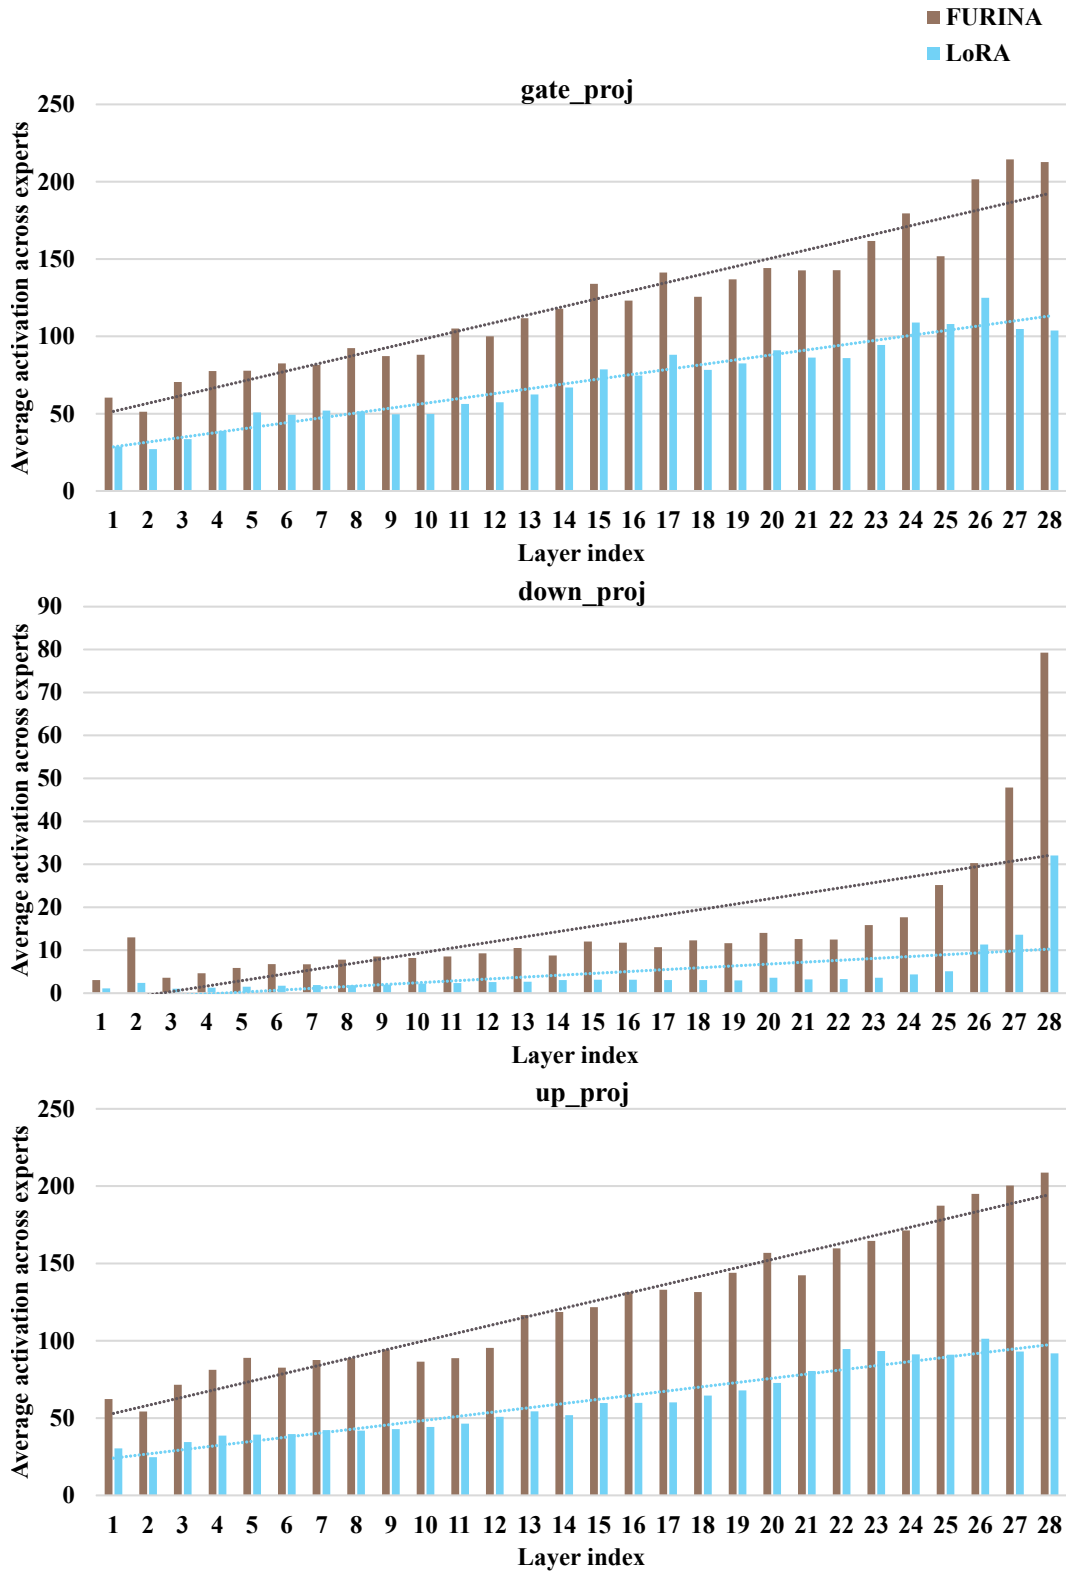 FURINA
LoRA
gate_proj
Average activation across experts
250
200
150
100
50
0
1 2 3 4 5 6 7 8 9 10 11 12 13 14 15 16 17 18 19 20 21 22 23 24 25 26 27 28
Layer index
down_proj
Average activation across experts
90
80
70
60
50
40
30
20
10
0
1 2 3 4 5 6 7 8 9 10 11 12 13 14 15 16 17 18 19 20 21 22 23 24 25 26 27 28
Layer index
up_proj
Average activation across experts
250
200
150
100
50
0
1 2 3 4 5 6 7 8 9 10 11 12 13 14 15 16 17 18 19 20 21 22 23 24 25 26 27 28
Layer index